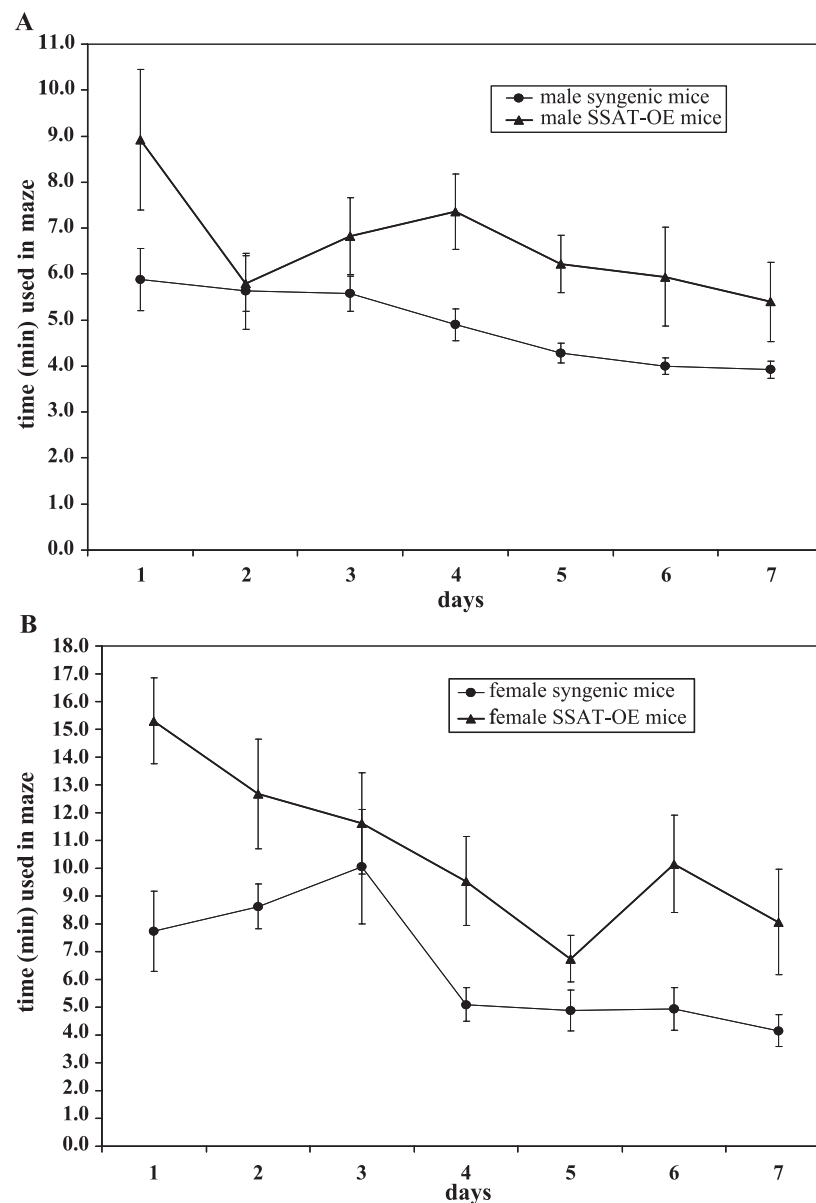 A
11.0
10.0
9.0
8.0
7.0
6.0
5.0
4.0
3.0
2.0
1.0
0.0
time (min) used in maze
male syngenic mice
male SSAT-OE mice
1 2 3 4 5 6 7
days
B
18.0
17.0
16.0
15.0
14.0
13.0
12.0
11.0
10.0
9.0
8.0
7.0
6.0
5.0
4.0
3.0
2.0
1.0
0.0
time (min) used in maze
female syngenic mice
female SSAT-OE mice
1 2 3 4 5 6 7
days